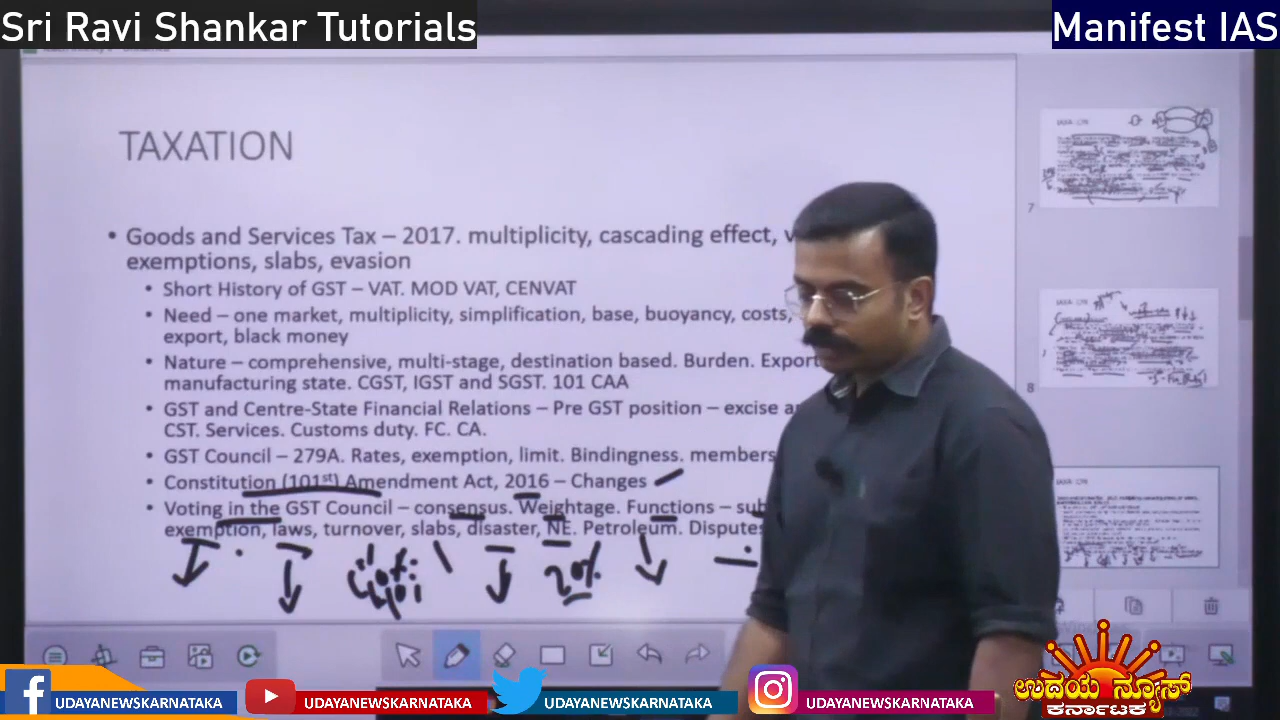 Sri Ravi Shankar Tutorials
Manifest IAS
TAXATION
• Goods and Services Tax – 2017. multiplicity, cascading effect,
exemptions, slabs, evasion
• Short History of GST – VAT. MOD VAT, CENVAT
• Need – one market, multiplicity, simplification, base, buoyancy, costs,
export, black money
• Nature – comprehensive, multi-stage, destination based. Burden. Export
manufacturing state. CGST, IGST and SGST. 101 CAA
• GST and Centre-State Financial Relations – Pre GST position – excise
CST. Services. Customs duty. FC. CA.
• GST Council – 279A. Rates, exemption, limit. Bindingness. members
• Constitution (101st) Amendment Act, 2016 – Changes
• Voting in the GST Council – consensus. Weightage. Functions –
exemption, laws, turnover, slabs, disaster, NE. Petroleum. Disputes
20%
7
8
UDAYANEWSKARNATAKA
UDAYANEWSKARNATAKA
UDAYANEWSKARNATAKA
UDAYANEWSKARNATAKA
ಉದಯ ನ್ಯೂಸ್
ಕರ್ನಾಟಕ